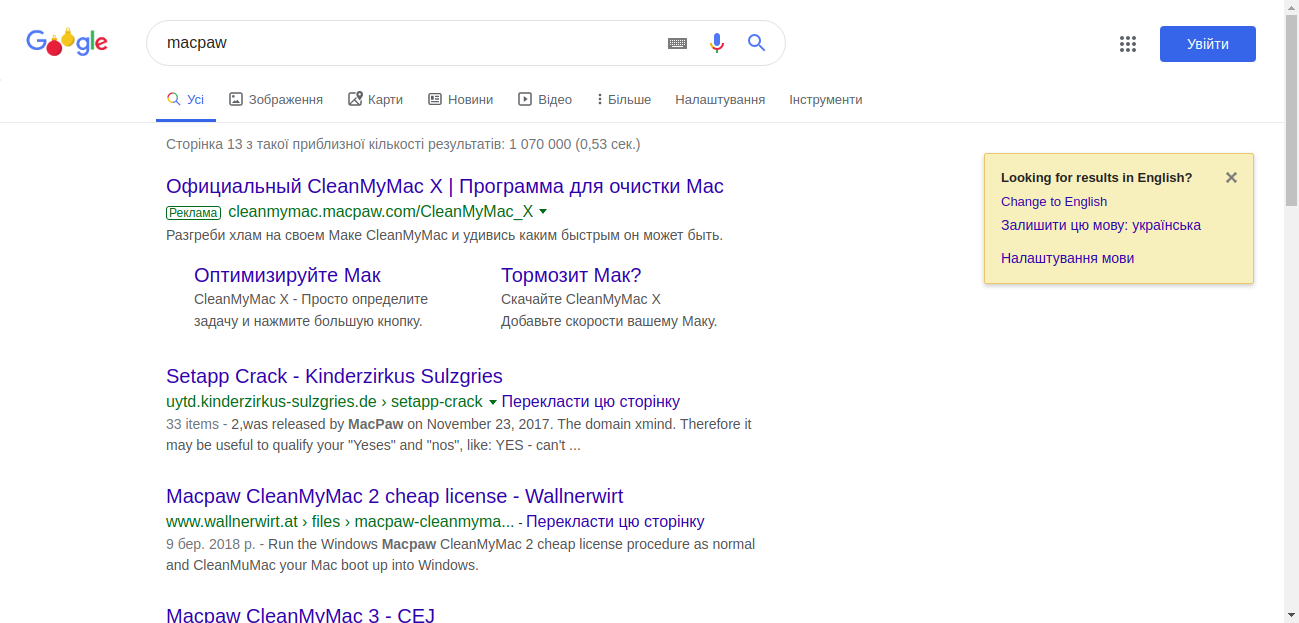 Google
macpaw
Увійти
Усі
Зображення
Карти
Новини
Відео
Більше
Налаштування
Інструменти
Сторінка 13 з такої приблизної кількості результатів: 1 070 000 (0,53 сек.)
Официальный CleanMyMac X | Программа для очистки Mac
Реклама cleanmymac.macpaw.com/CleanMyMac_X
Разгреби хлам на своем Маке CleanMyMac и удивись каким быстрым он может быть.
Оптимизируйте Мак
CleanMyMac X - Просто определите
задачу и нажмите большую кнопку.
Тормозит Мак?
Скачайте CleanMyMac X
Добавьте скорости вашему Маку.
Setapp Crack - Kinderzirkus Sulzgries
uytd.kinderzirkus-sulzgries.de › setapp-crack Перекласти цю сторінку
33 items - 2,was released by MacPaw on November 23, 2017. The domain xmind. Therefore it
may be useful to qualify your "Yeses" and "nos", like: YES - can't ...
Macpaw CleanMyMac 2 cheap license - Wallnerwirt
www.wallnerwirt.at › files › macpaw-cleanmyma... - Перекласти цю сторінку
9 бер. 2018 р. - Run the Windows Macpaw CleanMyMac 2 cheap license procedure as normal
and CleanMuMac your Mac boot up into Windows.
Macpaw CleanMyMac 3 - CEJ
Looking for results in English?
Change to English
Залишити цю мову: українська
Налаштування мови